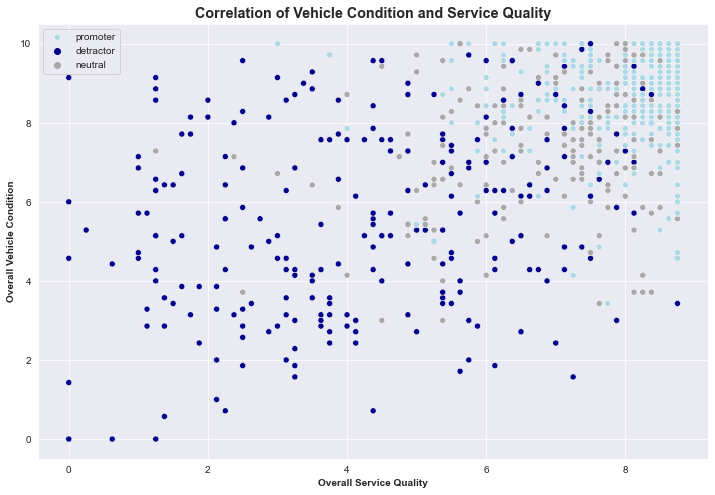 Correlation of Vehicle Condition and Service Quality
promoter
detractor
neutral
10
8
6
4
2
0
Overall Vehicle Condition
0 2 4 6 8
Overall Service Quality